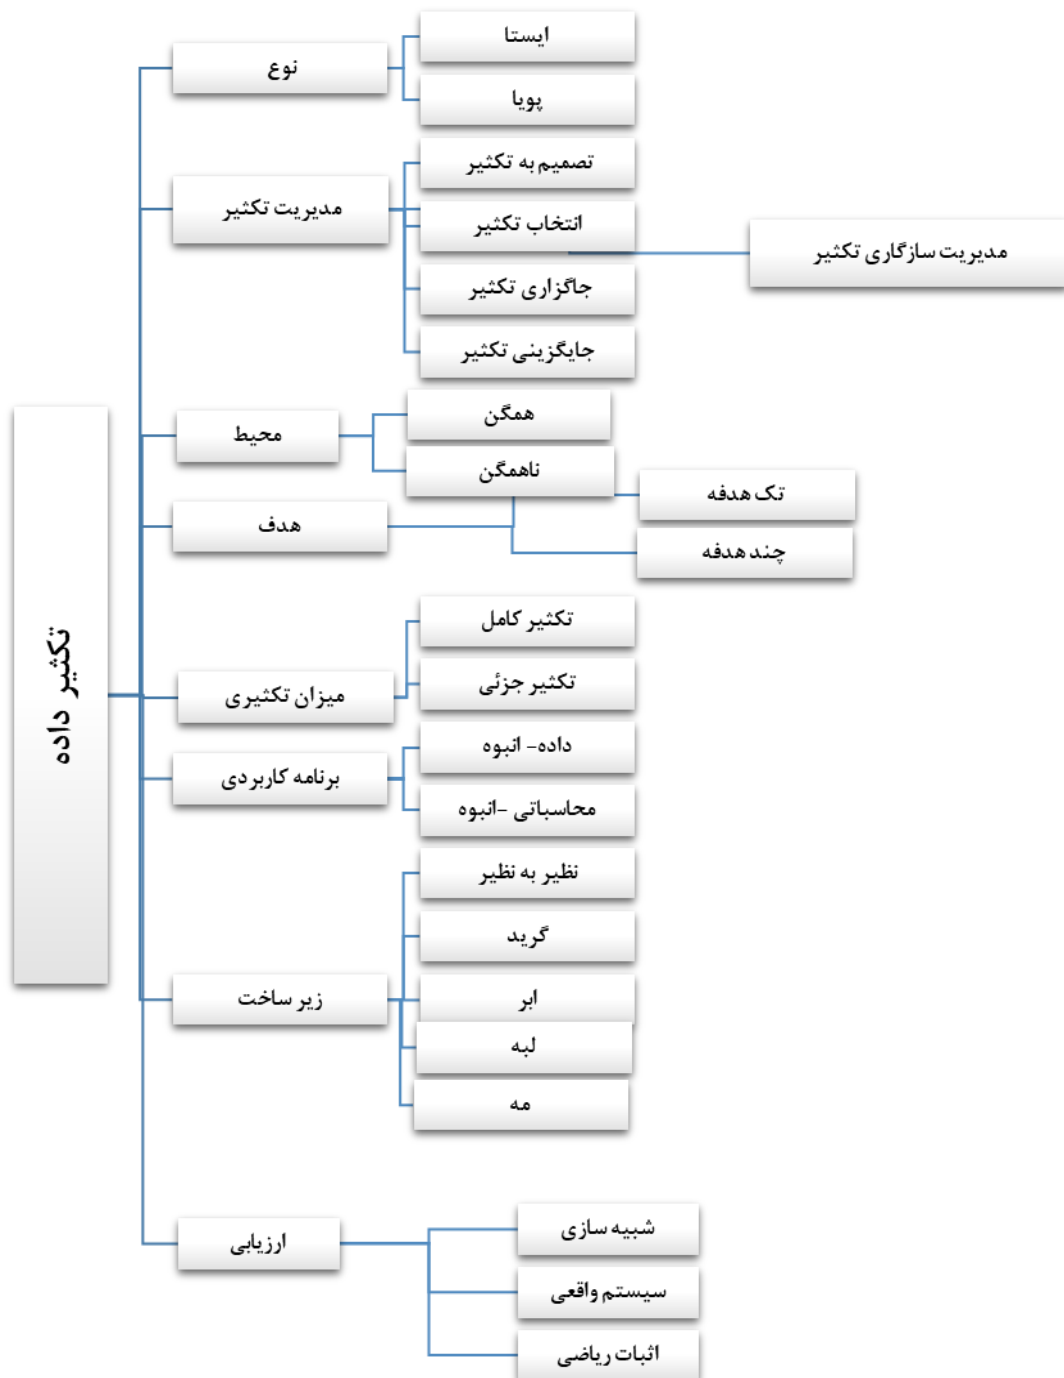 تکثیر داده
نوع
ایستا
پویا
مدیریت تکثیر
تصمیم به تکثیر
انتخاب تکثیر
جاگزاری تکثیر
جایگزینی تکثیر
مدیریت سازگاری تکثیر
محیط
همگن
ناهمگن
هدف
تک هدفه
چند هدفه
میزان تکثیری
تکثیر کامل
تکثیر جزئی
برنامه کاربردی
داده- انبوه
محاسباتی -انبوه
زیر ساخت
نظیر به نظیر
گرید
ابر
لبه
مه
ارزیابی
شبیه سازی
سیستم واقعی
اثبات ریاضی